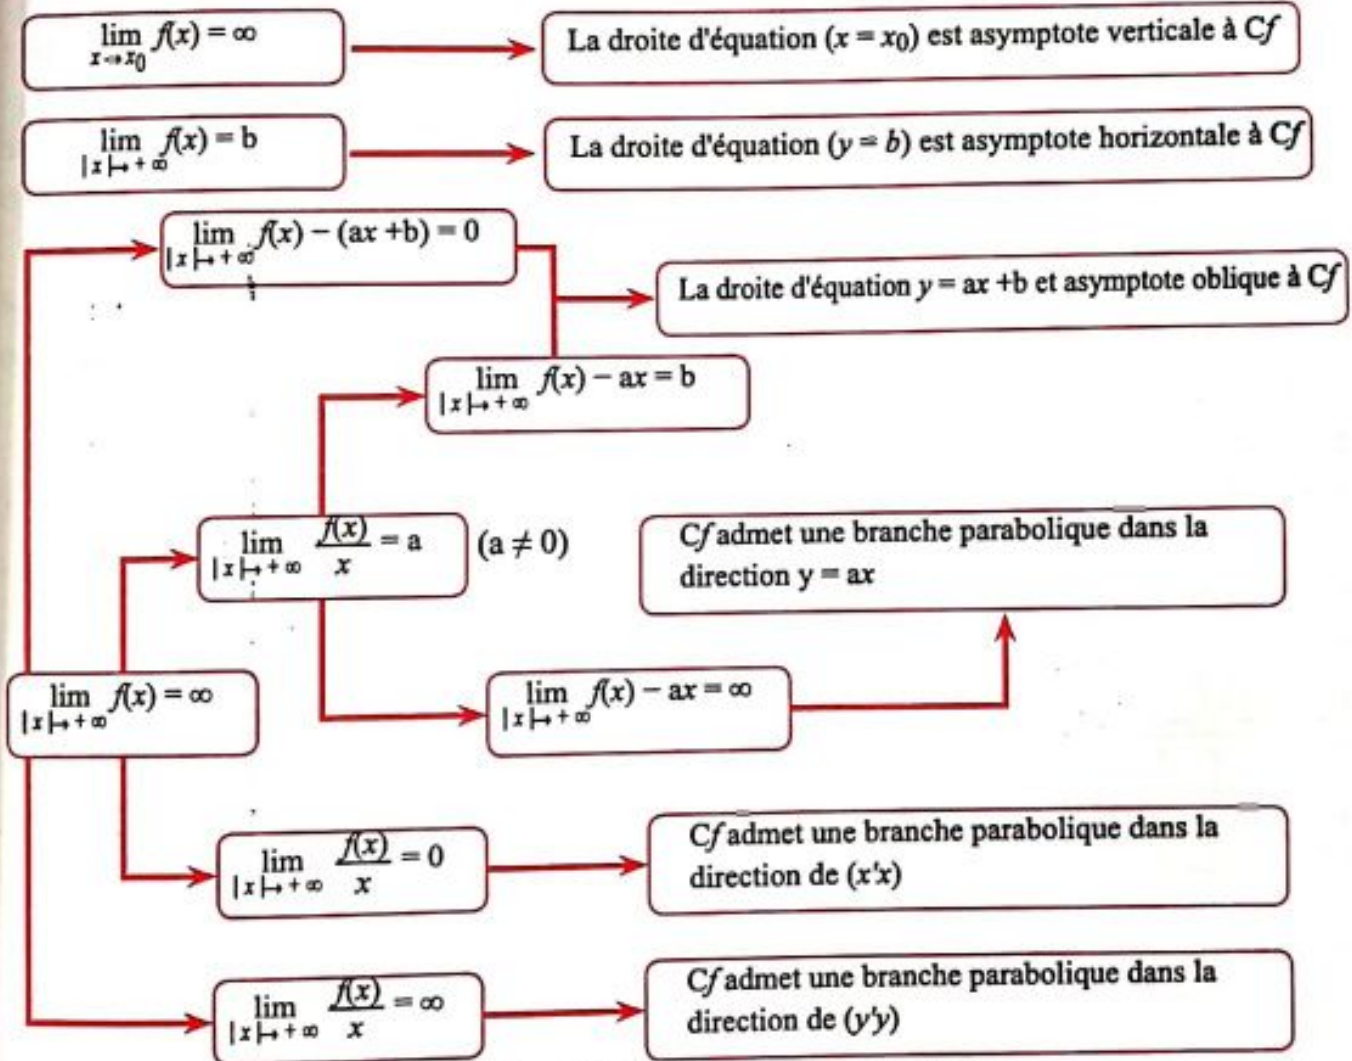 lim f(x) = ∞
x↦x₀
La droite d'équation (x = x₀) est asymptote verticale à Cf
lim f(x) = b
|x|↦+∞
La droite d'équation (y = b) est asymptote horizontale à Cf
lim f(x) − (ax +b) = 0
|x|↦+∞
La droite d'équation y = ax +b et asymptote oblique à Cf
lim f(x) − ax = b
|x|↦+∞
lim f(x)/x = a (a ≠ 0)
|x|↦+∞
Cf admet une branche parabolique dans la
direction y = ax
lim f(x) = ∞
|x|↦+∞
lim f(x) − ax = ∞
|x|↦+∞
lim f(x)/x = 0
|x|↦+∞
Cf admet une branche parabolique dans la
direction de (x'x)
lim f(x)/x = ∞
|x|↦+∞
Cf admet une branche parabolique dans la
direction de (y'y)